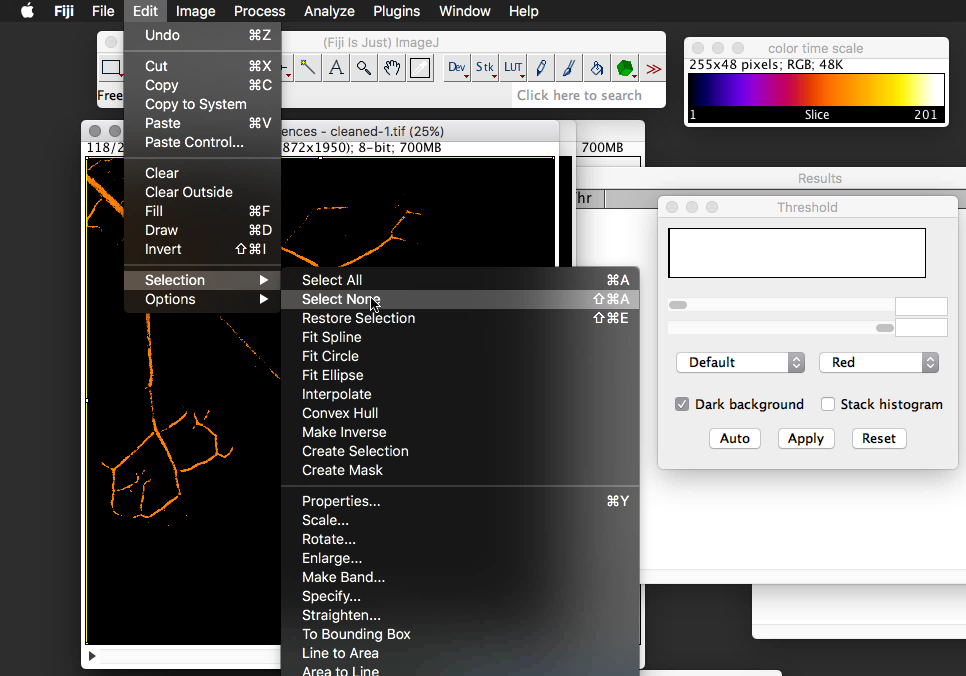 Fiji File Edit Image Process Analyze Plugins Window Help
(Fiji Is Just) ImageJ
Dev Stk LUT
Free
Click here to search
Undo ⌘Z
Cut ⌘X
Copy ⌘C
Copy to System
Paste ⌘V
Paste Control...
Clear
Clear Outside
Fill ⌘F
Draw ⌘D
Invert ⇧⌘I
Selection
Options
Select All ⌘A
Select None ⇧⌘A
Restore Selection ⇧⌘E
Fit Spline
Fit Circle
Fit Ellipse
Interpolate
Convex Hull
Make Inverse
Create Selection
Create Mask
Properties... ⌘Y
Scale...
Rotate...
Enlarge...
Make Band...
Specify...
Straighten...
To Bounding Box
Line to Area
Area to Line
ences - cleaned-1.tif (25%)
118/2
872x1950); 8-bit; 700MB
700MB
color time scale
255x48 pixels; RGB; 48K
1 Slice 201
Results
hr
Threshold
Default Red
Dark background Stack histogram
Auto Apply Reset